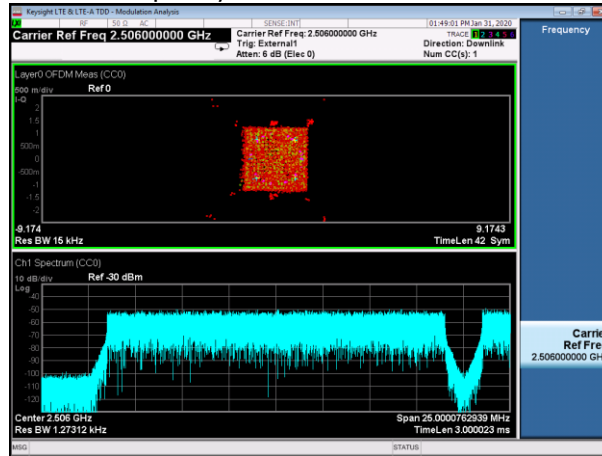 Keysight LTE & LTE-A TDD - Modulation Analysis
RF 50 Ω AC SENSE:INT 01:49:01 PM Jan 31, 2020
Carrier Ref Freq 2.506000000 GHz
Carrier Ref Freq: 2.506000000 GHz
Trig: External1
Atten: 6 dB (Elec 0)
TRACE 1 2 3 4 5 6
Direction: Downlink
Num CC(s): 1
Frequency
Layer0 OFDM Meas (CC0)
500 m/div Ref 0
I-Q
2
1.5
1
500m
0
-500m
-1
-1.5
-2
-9.174 9.1743
Res BW 15 kHz TimeLen 42 Sym
Ch1 Spectrum (CC0)
10 dB/div Ref -30 dBm
Log
-40
-50
-60
-70
-80
-90
-100
-110
-120
Center 2.506 GHz Span 25.0000762939 MHz
Res BW 1.27312 kHz TimeLen 3.000023 ms
Carrie
Ref Fre
2.506000000 GH
MSG STATUS